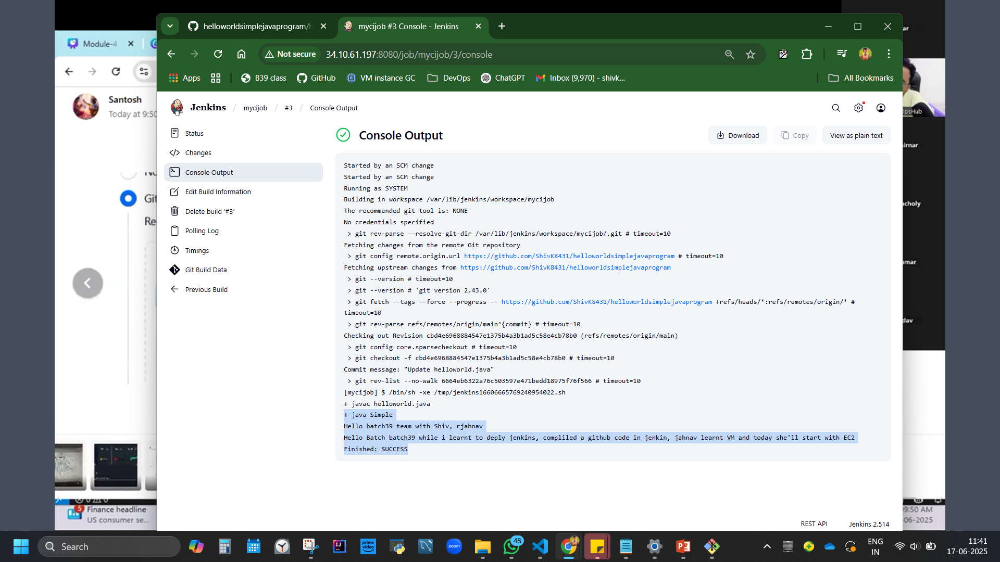 helloworldsimplejavaprogram/h
mycijob #3 Console - Jenkins
Not secure
34.10.61.197:8080/job/mycijob/3/console
Apps
B39 class
GitHub
VM instance GC
DevOps
ChatGPT
Inbox (9,970) - shivk...
All Bookmarks
Module-4
Santosh
Today at 9:50
Git
Re
Finance headline
US consumer se...
5
Jenkins / mycijob / #3 / Console Output
Status
Changes
Console Output
Edit Build Information
Delete build ‘#3’
Polling Log
Timings
Git Build Data
Previous Build
Console Output
Download
Copy
View as plain text
Started by an SCM change
Started by an SCM change
Running as SYSTEM
Building in workspace /var/lib/jenkins/workspace/mycijob
The recommended git tool is: NONE
No credentials specified
> git rev-parse --resolve-git-dir /var/lib/jenkins/workspace/mycijob/.git # timeout=10
Fetching changes from the remote Git repository
> git config remote.origin.url https://github.com/ShivK8431/helloworldsimplejavaprogram # timeout=10
Fetching upstream changes from https://github.com/ShivK8431/helloworldsimplejavaprogram
> git --version # timeout=10
> git --version # 'git version 2.43.0'
> git fetch --tags --force --progress -- https://github.com/ShivK8431/helloworldsimplejavaprogram +refs/heads/*:refs/remotes/origin/* #
timeout=10
> git rev-parse refs/remotes/origin/main^{commit} # timeout=10
Checking out Revision cbd4e6968884547e1375b4a3b1ad5c58e4cb78b0 (refs/remotes/origin/main)
> git config core.sparsecheckout # timeout=10
> git checkout -f cbd4e6968884547e1375b4a3b1ad5c58e4cb78b0 # timeout=10
Commit message: "Update helloworld.java"
> git rev-list --no-walk 6664eb6322a76c503597e471bedd18975f76f566 # timeout=10
[mycijob] $ /bin/sh -xe /tmp/jenkins16606665769240954022.sh
+ javac helloworld.java
+ java Simple
Hello batch39 team with Shiv, rjahnav
Hello Batch batch39 while i learnt to deply jenkins, compliled a github code in jenkin, jahnav learnt VM and today she'll start with EC2
Finished: SUCCESS
REST API
Jenkins 2.514
ar
OpsHub
irnar
choly
mar
dav
9:50 AM
-06-2025
Search
prime video
zoom
48
ENG
IN
11:41
17-06-2025